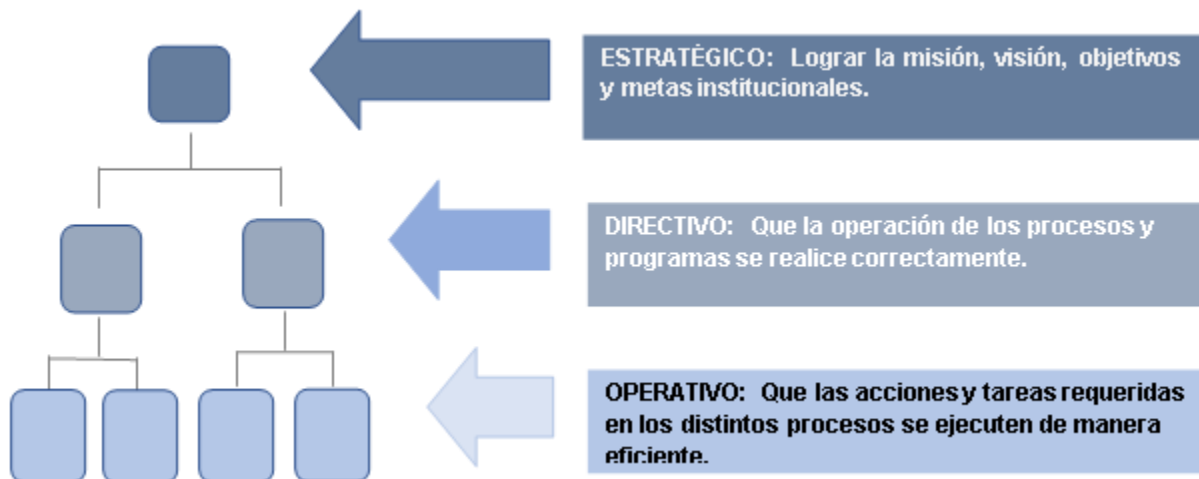 ESTRATÉGICO: Lograr la misión, visión, objetivos
y metas institucionales.
DIRECTIVO: Que la operación de los procesos y
programas se realice correctamente.
OPERATIVO: Que las acciones y tareas requeridas
en los distintos procesos se ejecuten de manera
eficiente.